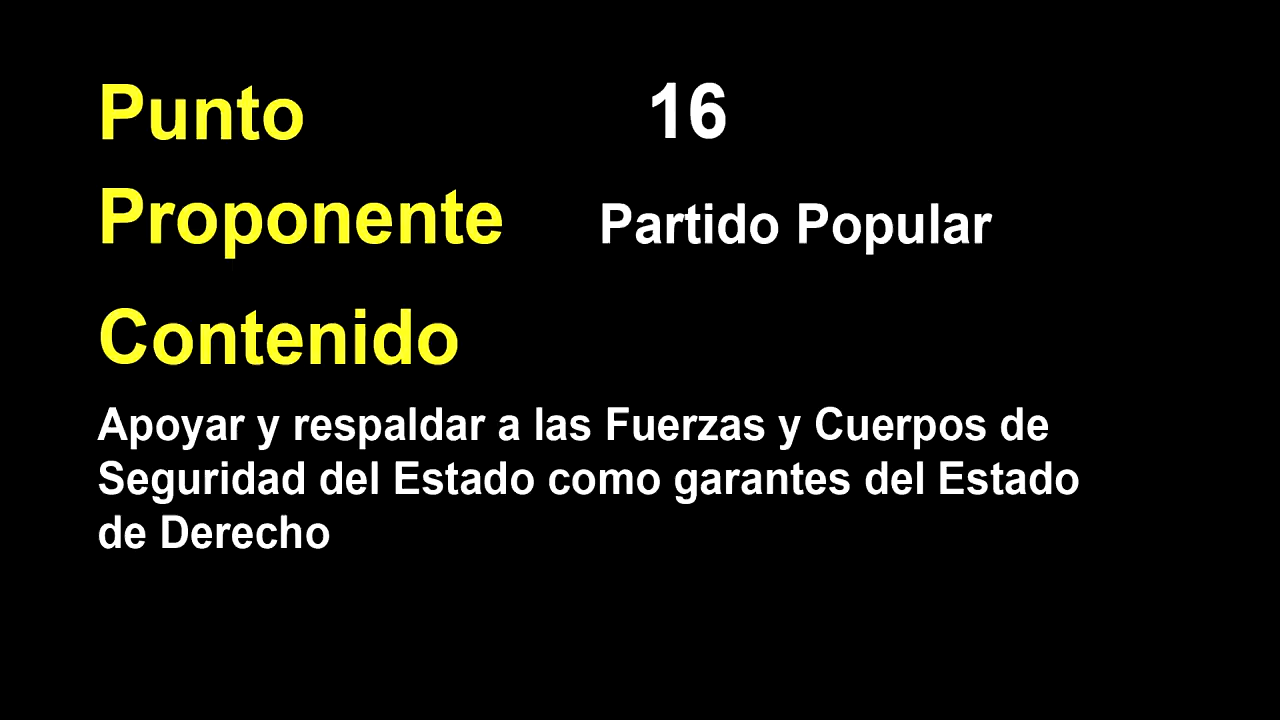 Punto 16
Proponente Partido Popular
Contenido
Apoyar y respaldar a las Fuerzas y Cuerpos de
Seguridad del Estado como garantes del Estado
de Derecho